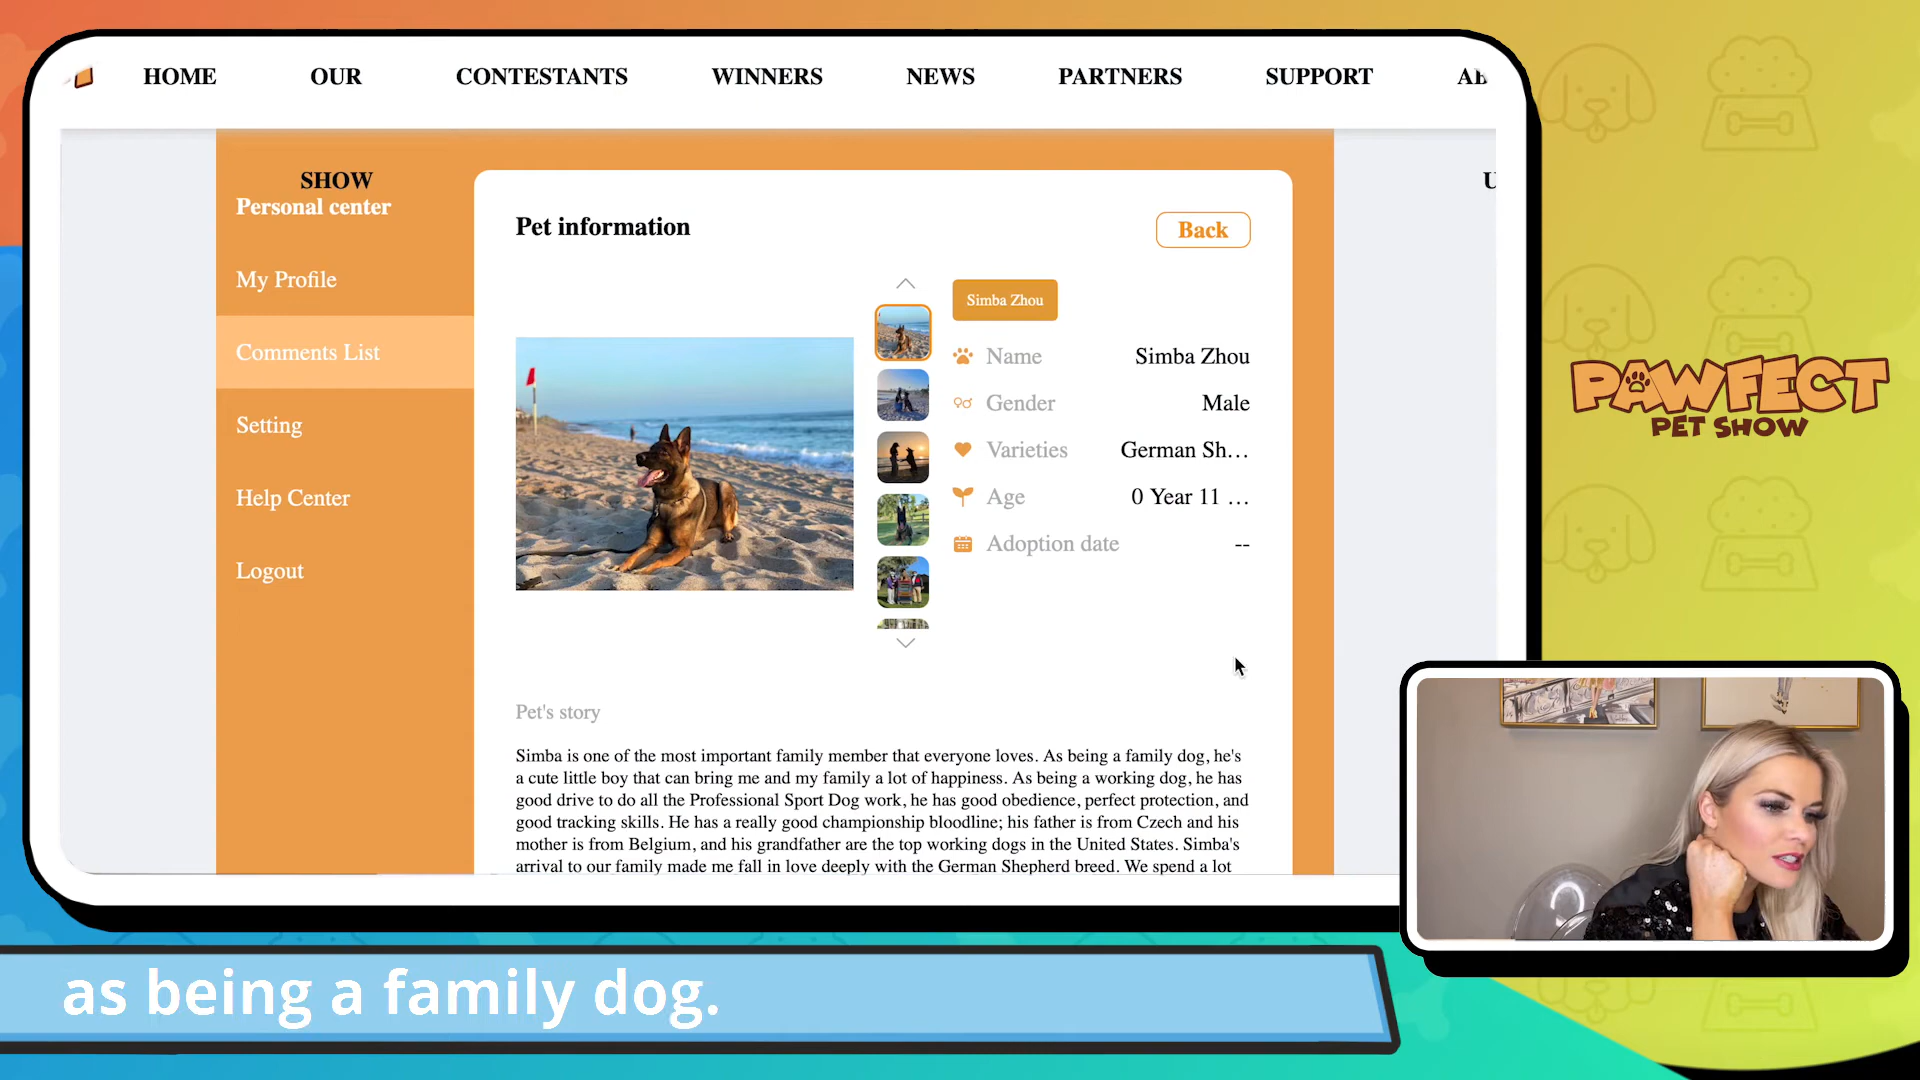 HOME OUR CONTESTANTS WINNERS NEWS PARTNERS SUPPORT
SHOW
Personal center
My Profile
Comments List
Setting
Help Center
Logout
Pet information
Back
Simba Zhou
Name Simba Zhou
Gender Male
Varieties German Sh...
Age 0 Year 11 ...
Adoption date --
Pet's story
Simba is one of the most important family member that everyone loves. As being a family dog, he's
a cute little boy that can bring me and my family a lot of happiness. As being a working dog, he has
good drive to do all the Professional Sport Dog work, he has good obedience, perfect protection, and
good tracking skills. He has a really good championship bloodline; his father is from Czech and his
mother is from Belgium, and his grandfather are the top working dogs in the United States. Simba's
arrival to our family made me fall in love deeply with the German Shepherd breed. We spend a lot
PAWFECT
PET SHOW
as being a family dog.